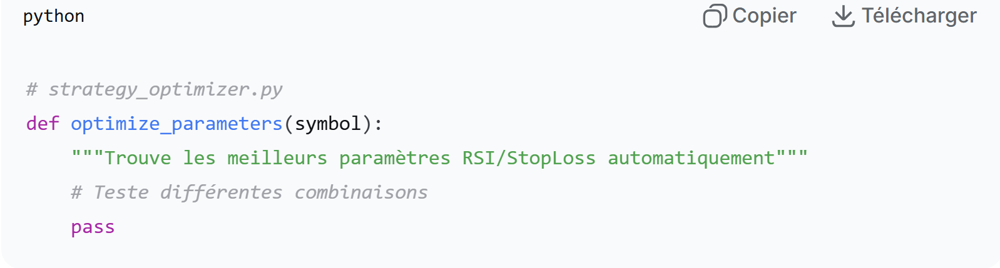 python
Copier
Télécharger
# strategy_optimizer.py
def optimize_parameters(symbol):
    """Trouve les meilleurs paramètres RSI/StopLoss automatiquement"""
    # Teste différentes combinaisons
    pass